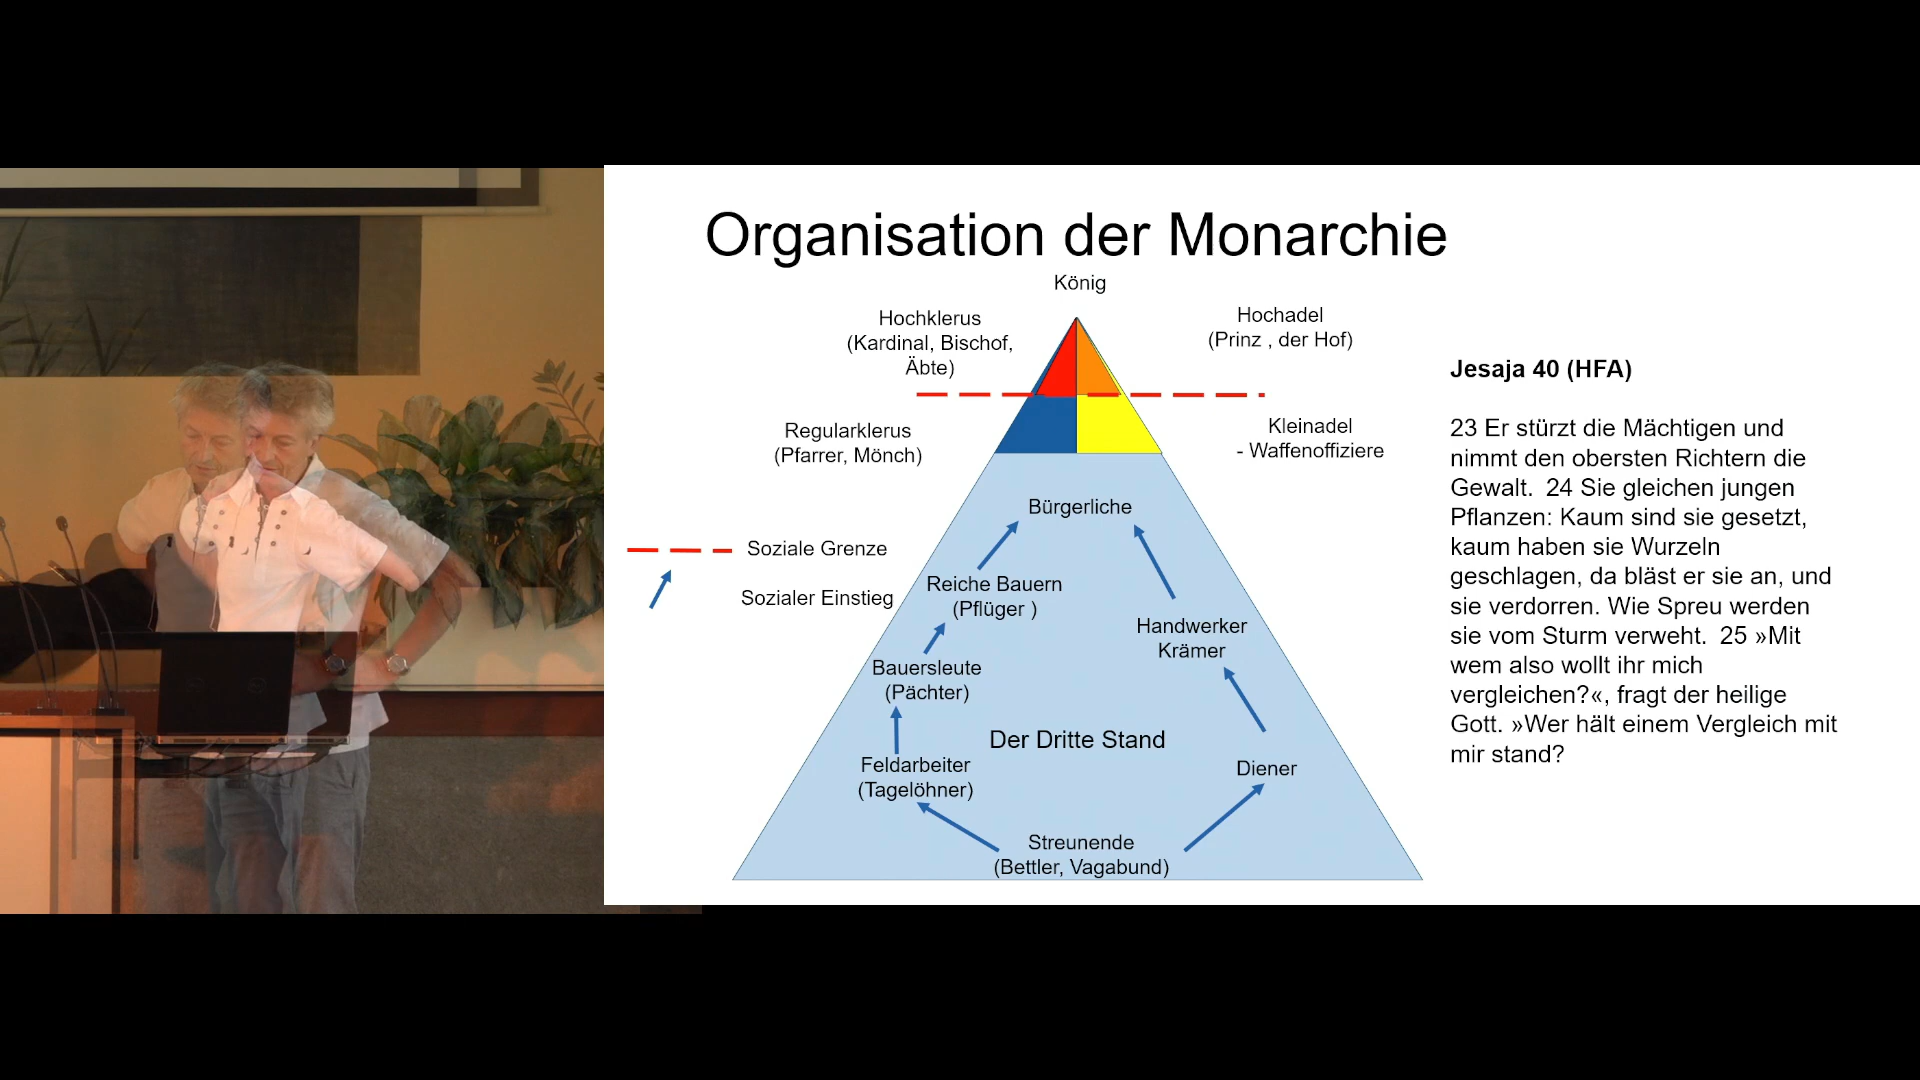 Organisation der Monarchie
König
Hochklerus
(Kardinal, Bischof,
Äbte)
Hochadel
(Prinz , der Hof)
Regularklerus
(Pfarrer, Mönch)
Kleinadel
- Waffenoffiziere
Soziale Grenze
Sozialer Einstieg
Bürgerliche
Reiche Bauern
(Pflüger )
Handwerker
Krämer
Bauersleute
(Pächter)
Der Dritte Stand
Feldarbeiter
(Tagelöhner)
Diener
Streunende
(Bettler, Vagabund)
Jesaja 40 (HFA)
23 Er stürzt die Mächtigen und
nimmt den obersten Richtern die
Gewalt.  24 Sie gleichen jungen
Pflanzen: Kaum sind sie gesetzt,
kaum haben sie Wurzeln
geschlagen, da bläst er sie an, und
sie verdorren. Wie Spreu werden
sie vom Sturm verweht.  25 »Mit
wem also wollt ihr mich
vergleichen?«, fragt der heilige
Gott. »Wer hält einem Vergleich mit
mir stand?